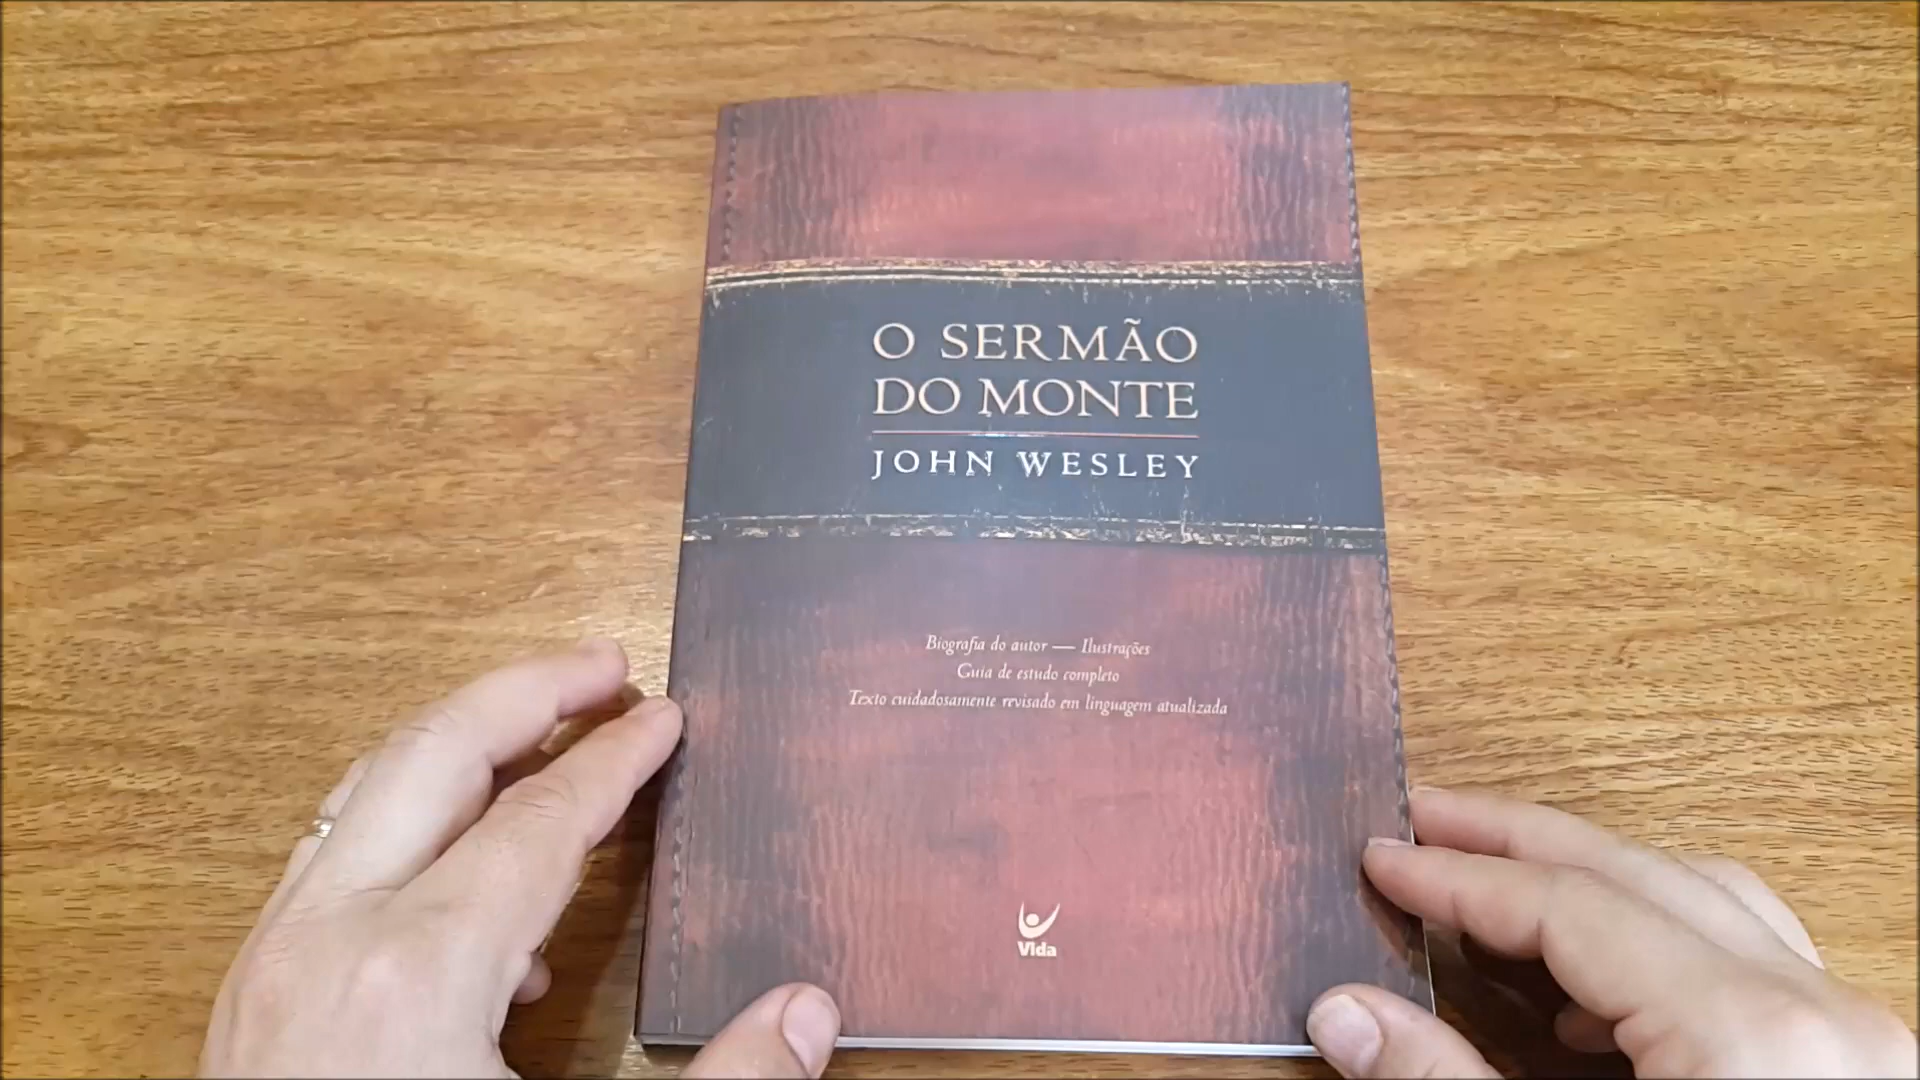 O SERMÃO
DO MONTE
JOHN WESLEY
Biografia do autor — Ilustrações
Guia de estudo completo
Texto cuidadosamente revisado em linguagem atualizada
Vida